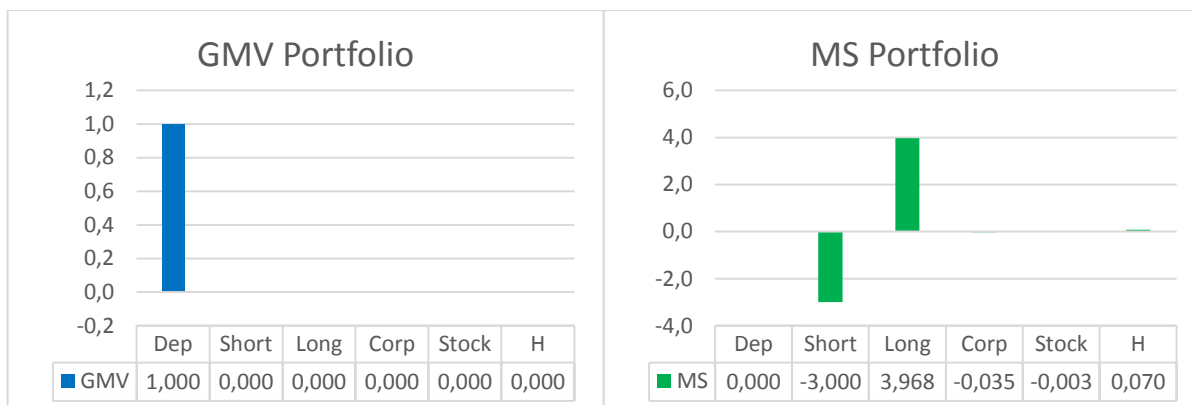 GMV Portfolio
1,2
1,0
0,8
0,6
0,4
0,2
0,0
-0,2
Dep Short Long Corp Stock H
GMV 1,000 0,000 0,000 0,000 0,000 0,000
MS Portfolio
6,0
4,0
2,0
0,0
-2,0
-4,0
Dep Short Long Corp Stock H
MS 0,000 -3,000 3,968 -0,035 -0,003 0,070